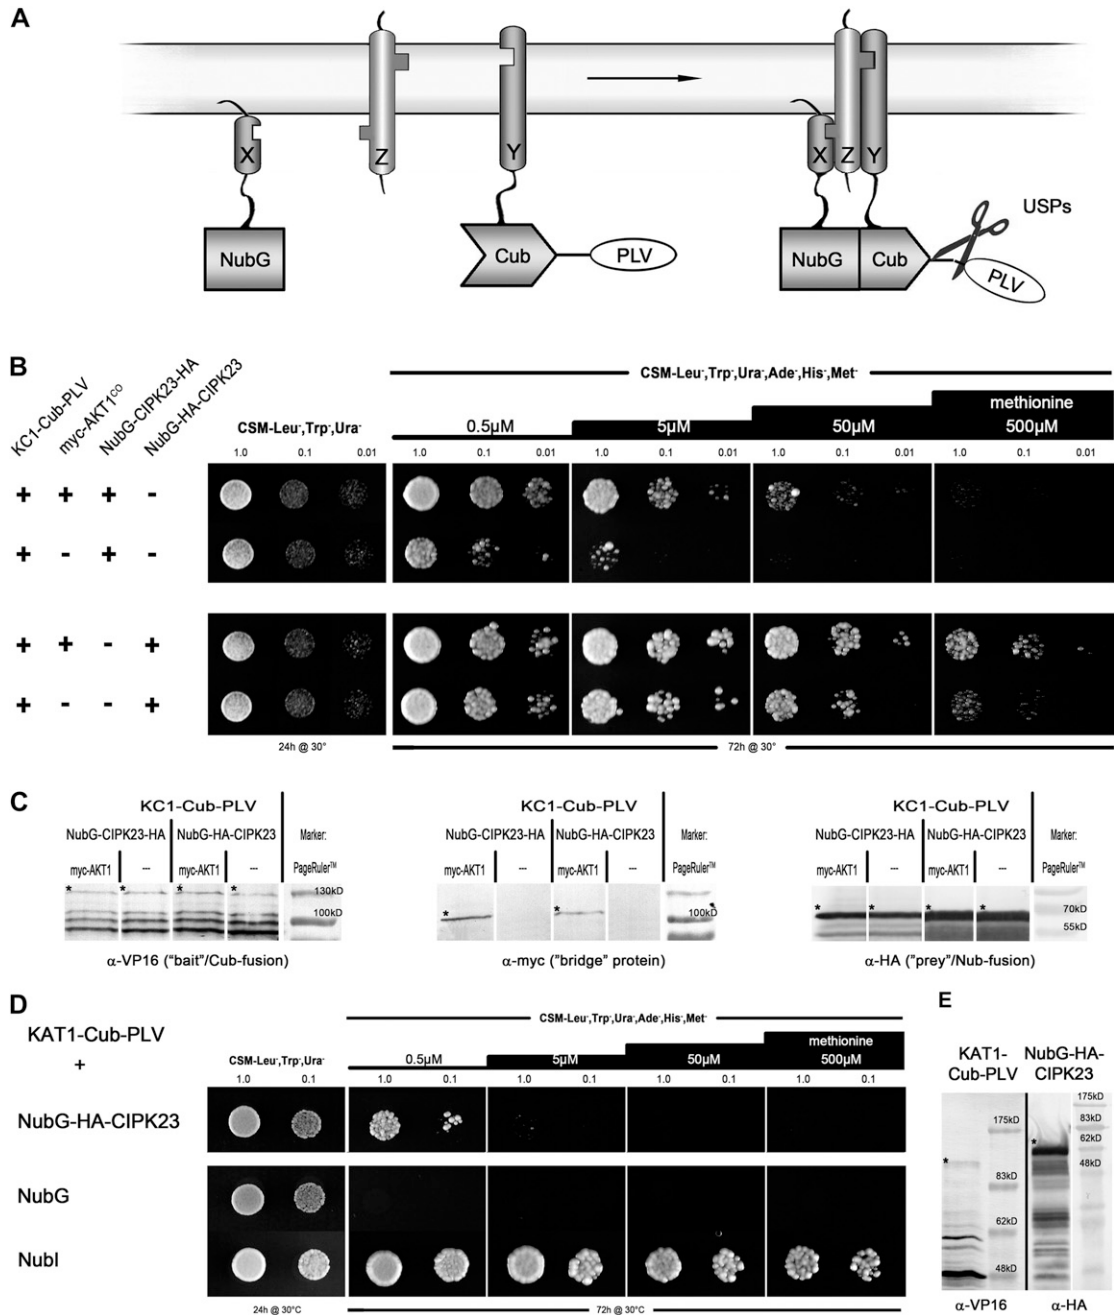 A
X
Z
Y
X Z Y
NubG
Cub
PLV
NubG
Cub
PLV
USPs
B
KC1-Cub-PLV
myc-AKT1CO
NubG-CIPK23-HA
NubG-HA-CIPK23
CSM-Leu-,Trp-,Ura-
CSM-Leu-,Trp-,Ura-,Ade-,His-,Met-
methionine
0.5µM 5µM 50µM 500µM
1.0 0.1 0.01 1.0 0.1 0.01 1.0 0.1 0.01 1.0 0.1 0.01 1.0 0.1 0.01
+ + + -
+ - + -
+ + - +
+ - - +
24h @ 30° 72h @ 30°
C
KC1-Cub-PLV
NubG-CIPK23-HA NubG-HA-CIPK23 Marker:
myc-AKT1 --- myc-AKT1 --- PageRuler™
* * * * 130kD
100kD
α-VP16 ("bait"/Cub-fusion)
KC1-Cub-PLV
NubG-CIPK23-HA NubG-HA-CIPK23 Marker:
myc-AKT1 --- myc-AKT1 --- PageRuler™
* * 100kD
α-myc ("bridge" protein)
KC1-Cub-PLV
NubG-CIPK23-HA NubG-HA-CIPK23 Marker:
myc-AKT1 --- myc-AKT1 --- PageRuler™
* * * * 70kD
55kD
α-HA ("prey"/Nub-fusion)
D
KAT1-Cub-PLV
+
CSM-Leu-,Trp-,Ura-
CSM-Leu-,Trp-,Ura-,Ade-,His-,Met-
methionine
0.5µM 5µM 50µM 500µM
1.0 0.1 1.0 0.1 1.0 0.1 1.0 0.1 1.0 0.1
NubG-HA-CIPK23
NubG
NubI
24h @ 30°C 72h @ 30°C
E
KAT1-
Cub-PLV
NubG-HA-
CIPK23
*
175kD
83kD
62kD
48kD
*
175kD
83kD
62kD
48kD
α-VP16 α-HA